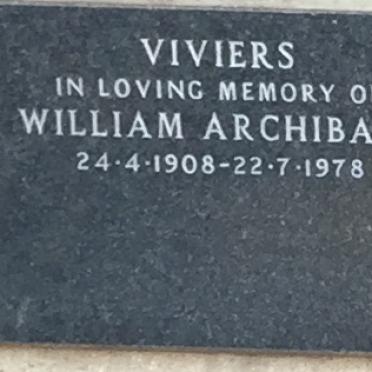 VIVIERS
IN LOVING MEMORY
WILLIAM
24·4·1908-22·7·1978